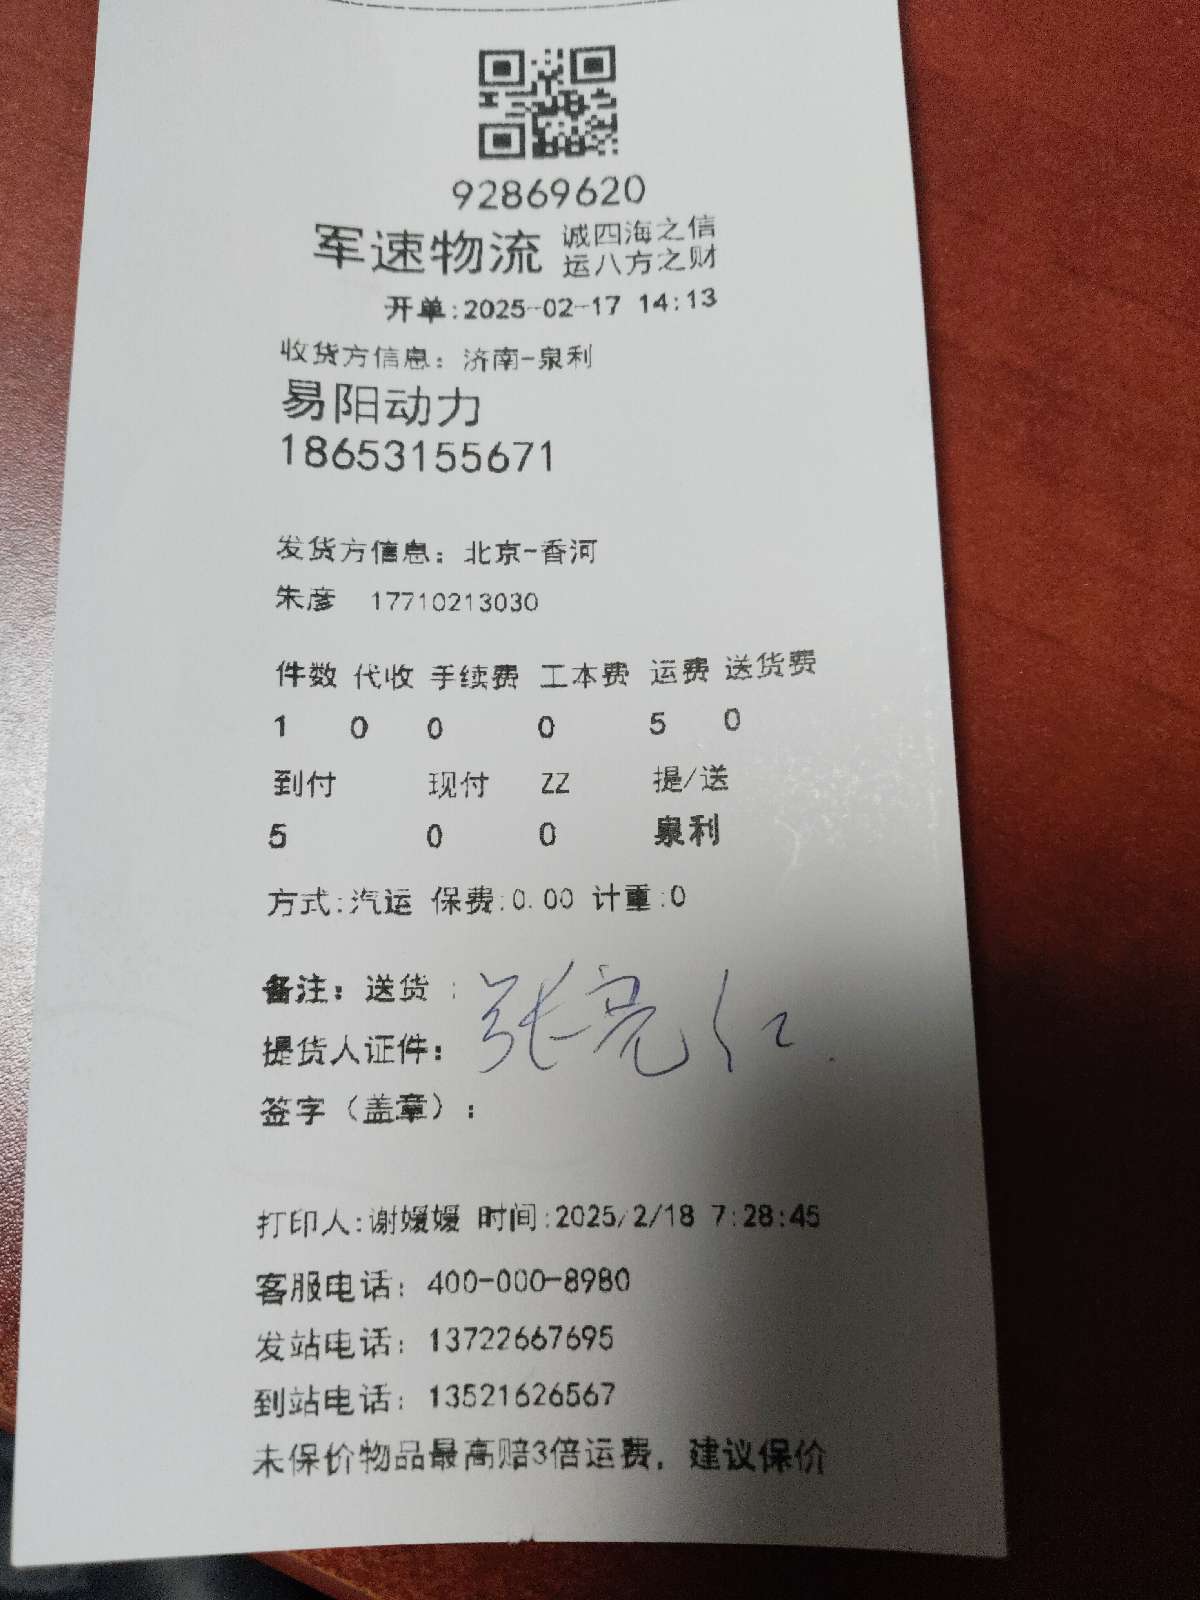 92869620
军速物流 诚四海之信
运八方之财
开单:2025-02-17 14:13
收货方信息: 济南-泉利
易阳动力
18653155671
发货方信息: 北京-香河
朱彦 17710213030
件数 代收 手续费 工本费 运费 送货费
1 0 0 0 5 0
到付 现付 ZZ 提/送
5 0 0 泉利
方式:汽运 保费:0.00 计重:0
备注: 送货 :
提货人证件: 张亮仁
签字（盖章）:
打印人:谢媛媛 时间:2025/2/18 7:28:45
客服电话: 400-000-8980
发站电话: 13722667695
到站电话: 13521626567
未保价物品最高赔3倍运费, 建议保价